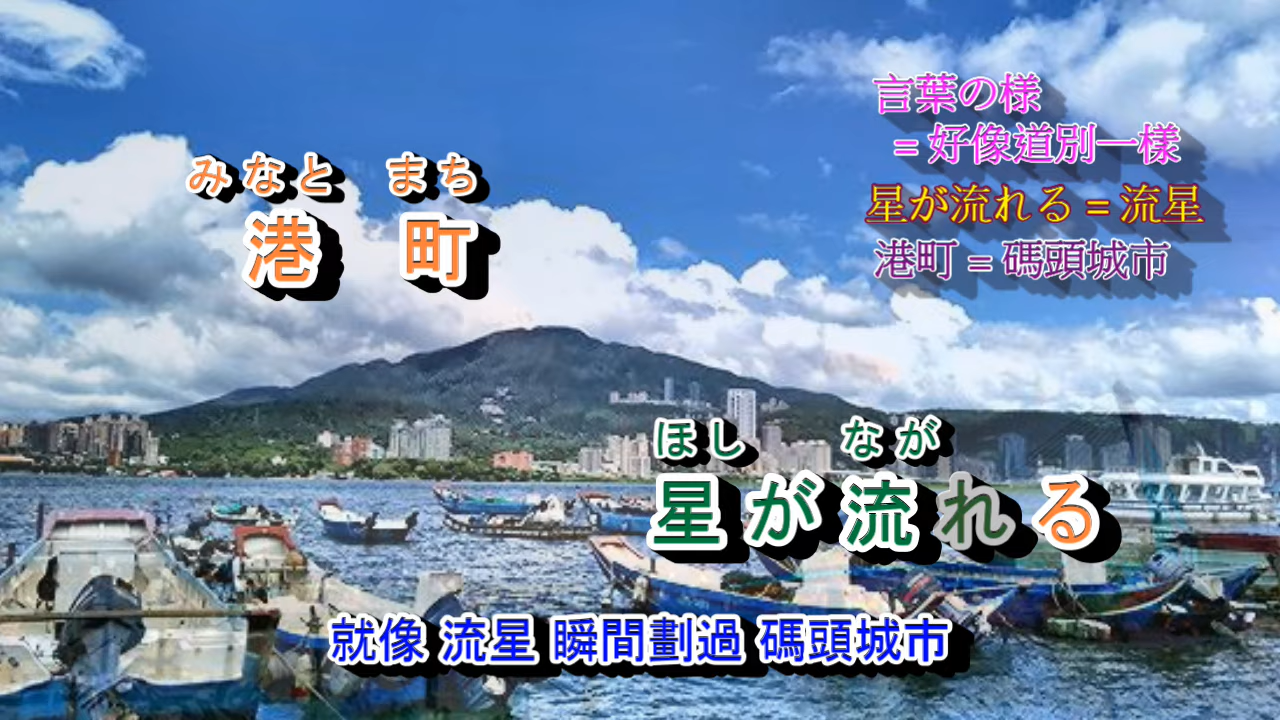 言葉の様
= 好像道別一樣
星が流れる = 流星
港町 = 碼頭城市
みなと まち
港 町
ほし なが
星が流れる
就像 流星 瞬間劃過 碼頭城市